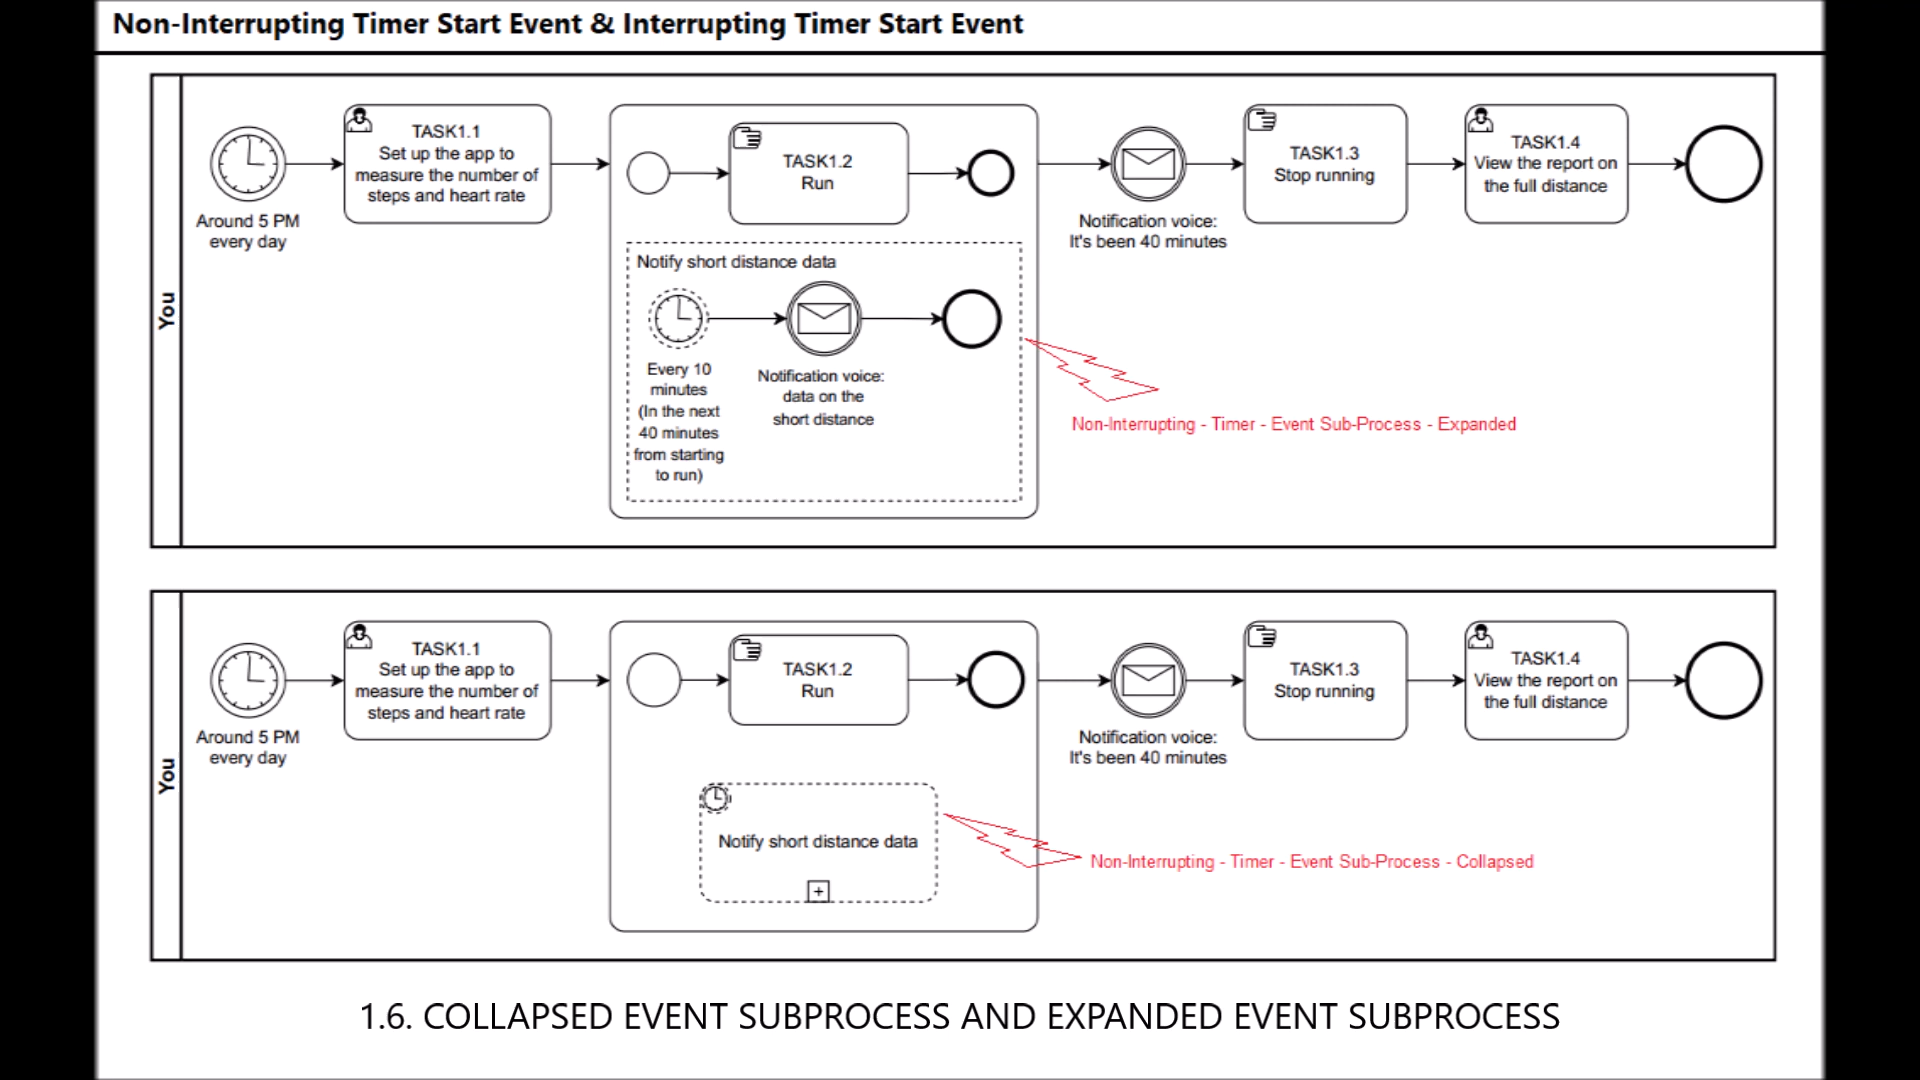 Non-Interrupting Timer Start Event & Interrupting Timer Start Event
You
Around 5 PM
every day
TASK1.1
Set up the app to
measure the number of
steps and heart rate
TASK1.2
Run
Notify short distance data
Every 10
minutes
(In the next
40 minutes
from starting
to run)
Notification voice:
data on the
short distance
Notification voice:
It's been 40 minutes
TASK1.3
Stop running
TASK1.4
View the report on
the full distance
Non-Interrupting - Timer - Event Sub-Process - Expanded
You
Around 5 PM
every day
TASK1.1
Set up the app to
measure the number of
steps and heart rate
TASK1.2
Run
Notify short distance data
Notification voice:
It's been 40 minutes
TASK1.3
Stop running
TASK1.4
View the report on
the full distance
Non-Interrupting - Timer - Event Sub-Process - Collapsed
1.6. COLLAPSED EVENT SUBPROCESS AND EXPANDED EVENT SUBPROCESS